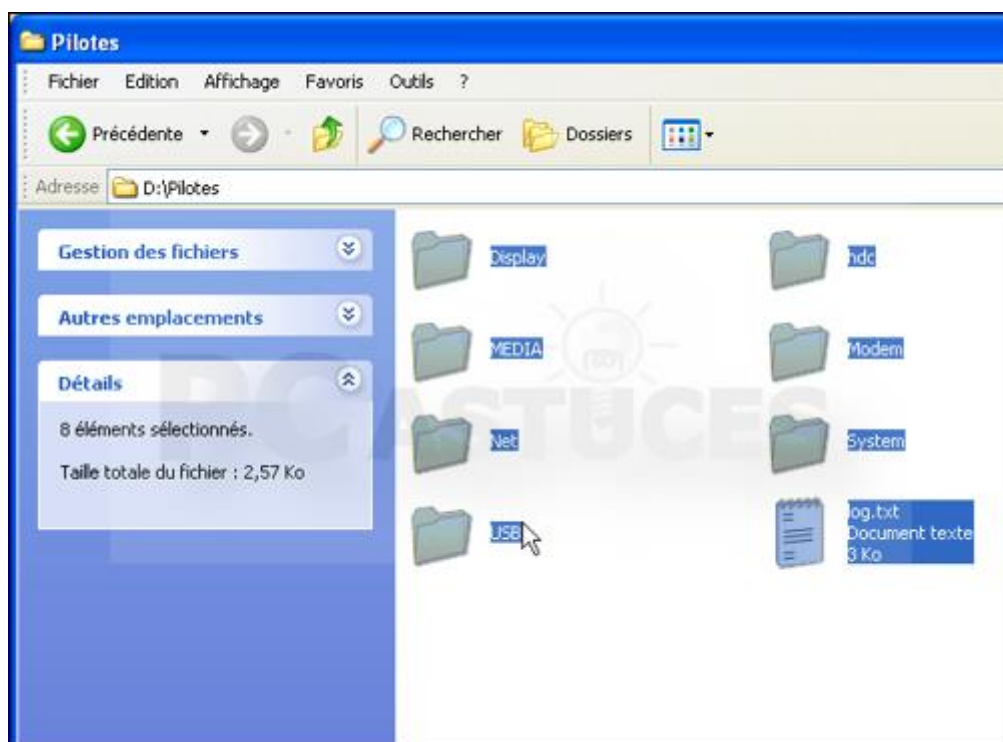 Pilotes
Fichier Edition Affichage Favoris Outils ?
Précédente Rechercher Dossiers
Adresse D:\Pilotes
Gestion des fichiers
Autres emplacements
Détails
8 éléments sélectionnés.
Taille totale du fichier : 2,57 Ko
Display hdc
MEDIA Modem
Net System
USB log.txt
Document texte
3 Ko
PC ASTUCES